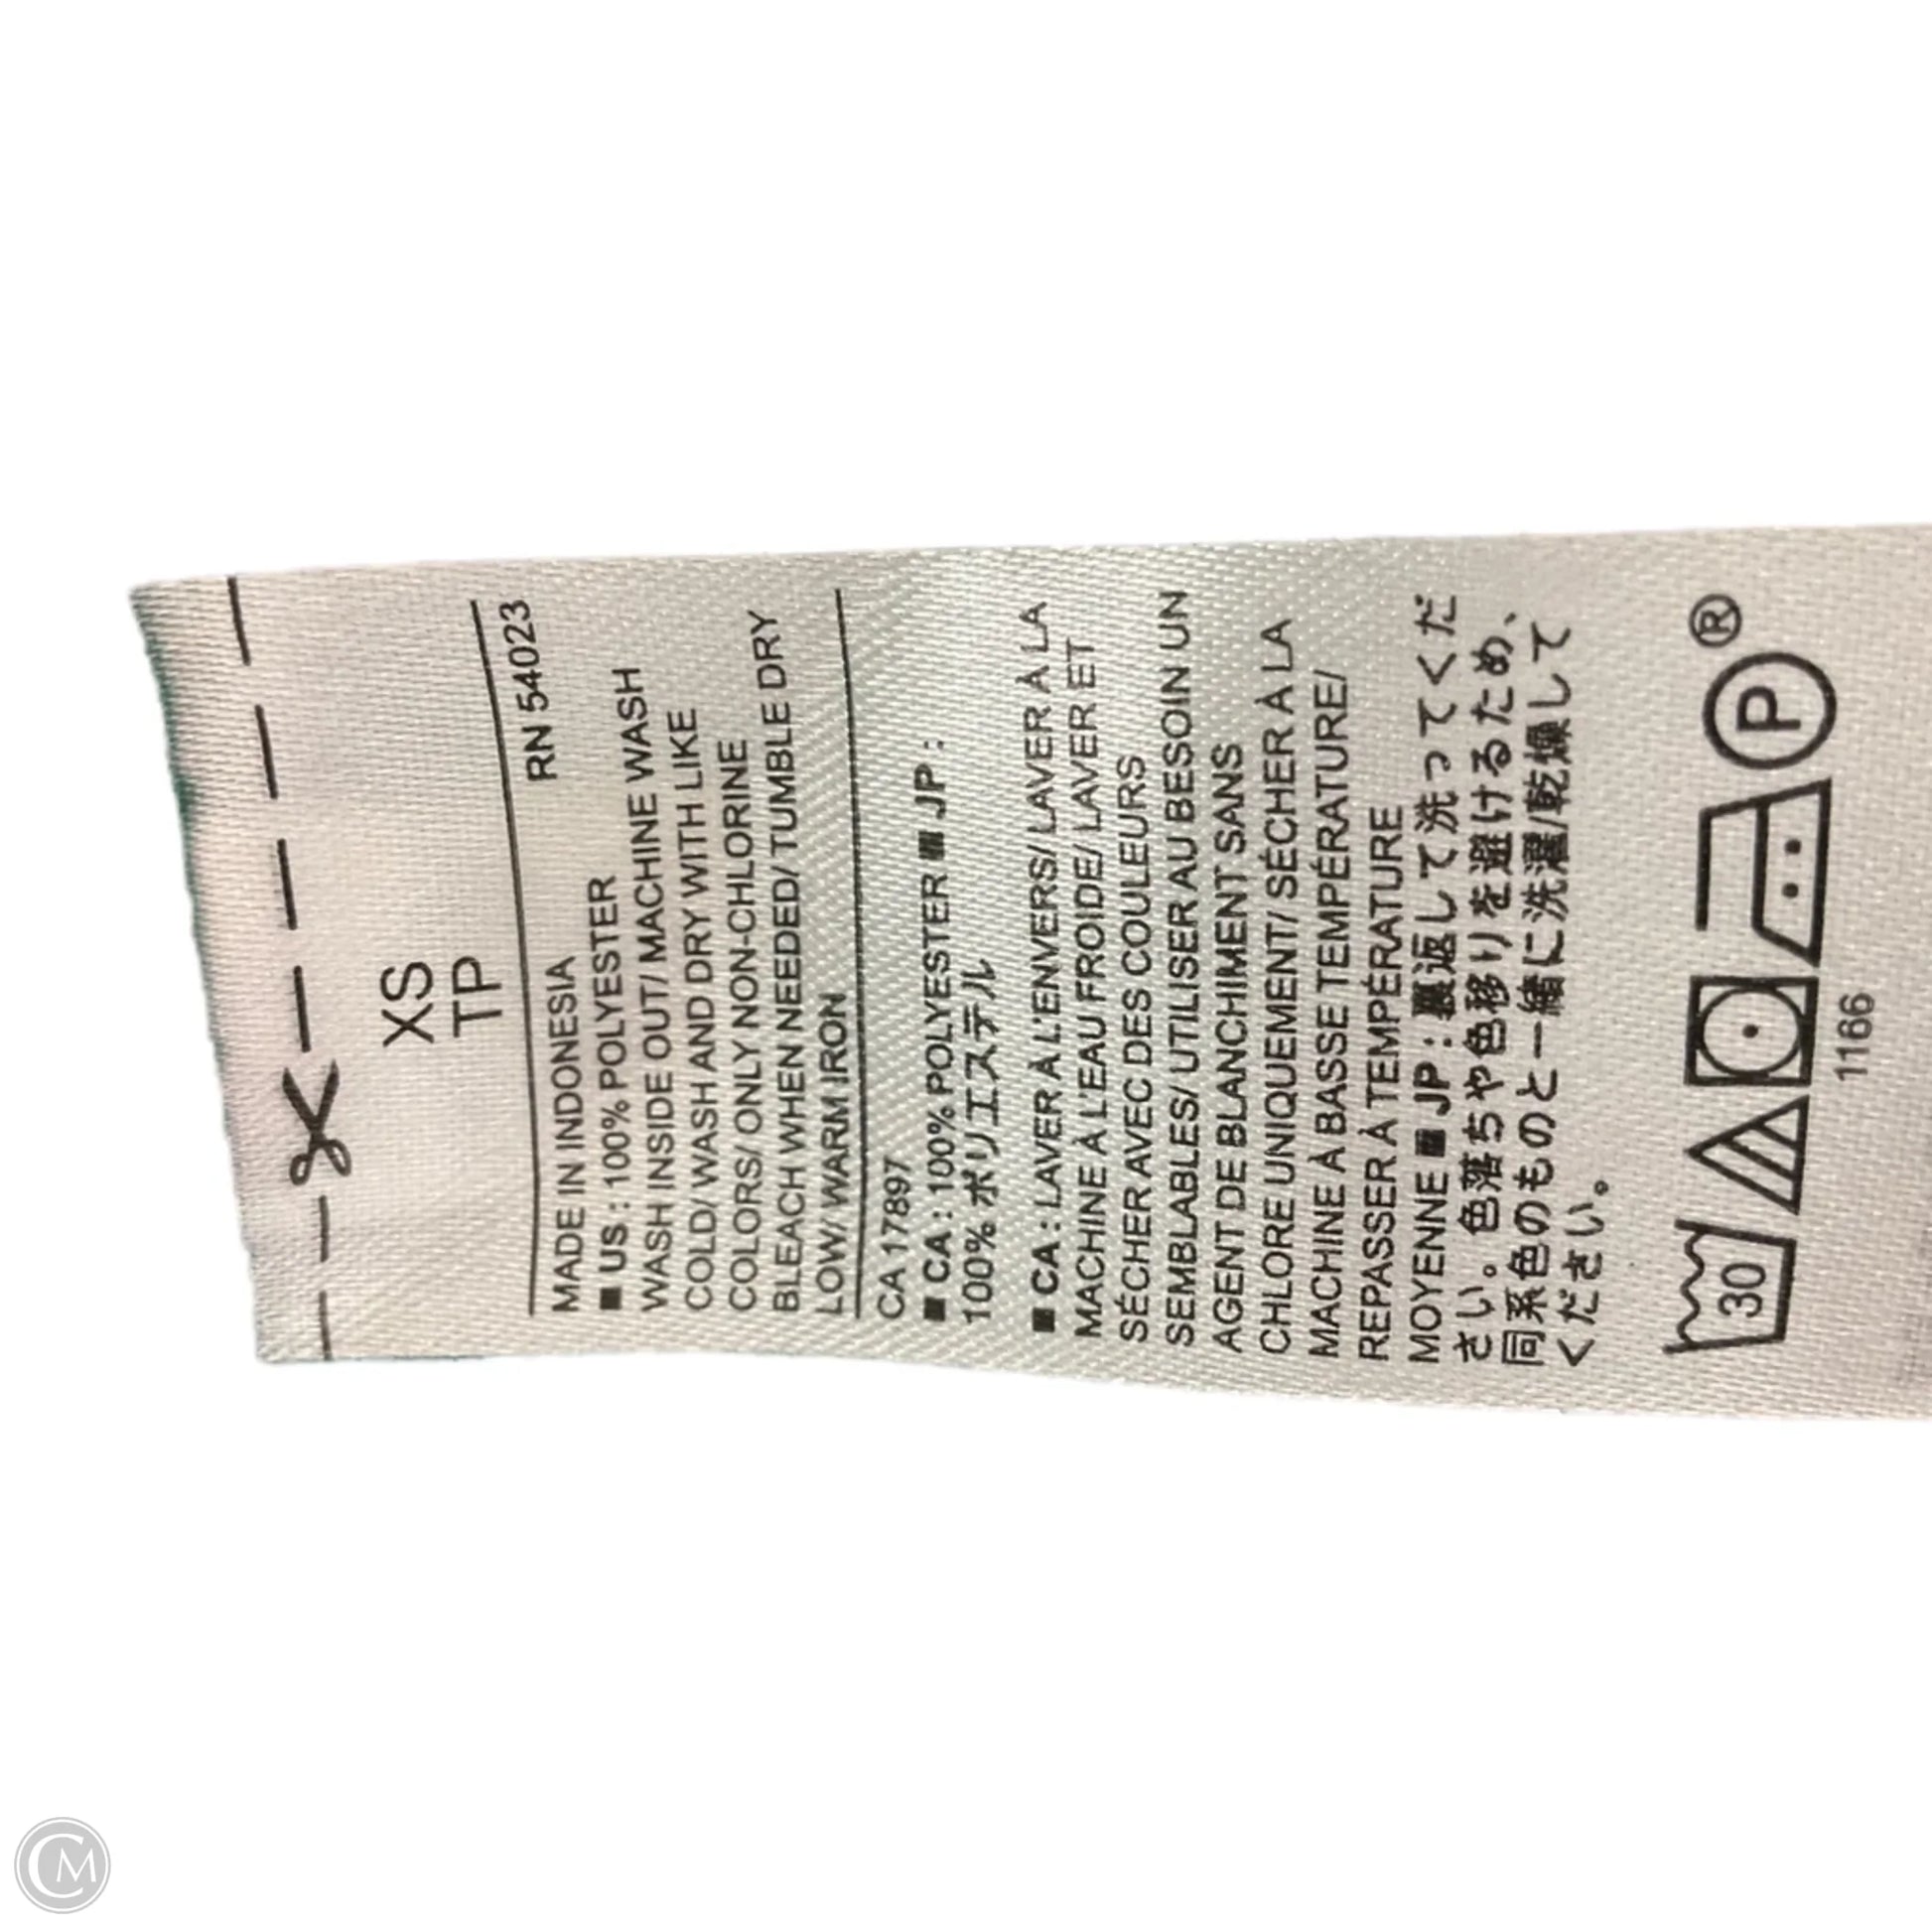 XS
TP
RN 54023
MADE IN INDONESIA
■ US : 100% POLYESTER
WASH INSIDE OUT/ MACHINE WASH
COLD/ WASH AND DRY WITH LIKE
COLORS/ ONLY NON-CHLORINE
BLEACH WHEN NEEDED/ TUMBLE DRY
LOW/ WARM IRON
CA 17897
■ CA : 100% POLYESTER ■ JP :
100% ポリエステル
■ CA : LAVER À L'ENVERS/ LAVER À LA
MACHINE À L'EAU FROIDE/ LAVER ET
SÉCHER AVEC DES COULEURS
SEMBLABLES/ UTILISER AU BESOIN UN
AGENT DE BLANCHIMENT SANS
CHLORE UNIQUEMENT/ SÉCHER À LA
MACHINE À BASSE TEMPÉRATURE/
REPASSER À TEMPÉRATURE
MOYENNE ■ JP : 裏返して洗ってくだ
さい。色落ちや色移りを避けるため、
同系色のものと一緒に洗濯/乾燥して
ください。
30 P ®
1166
CM